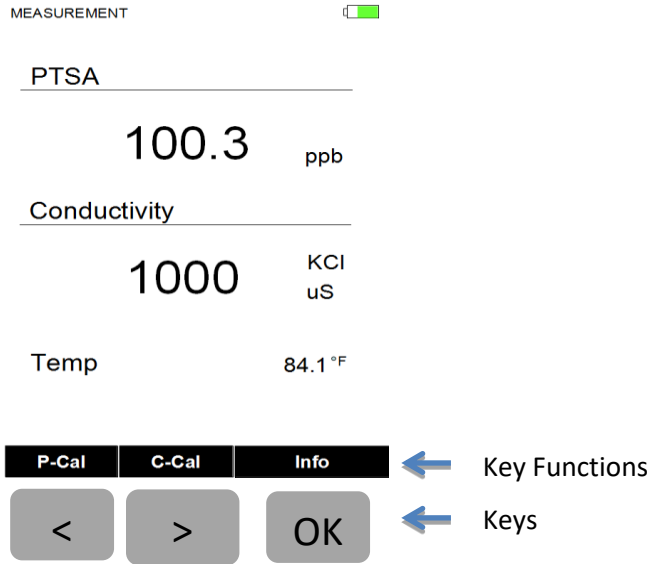 MEASUREMENT
PTSA
100.3 ppb
Conductivity
1000 KCl
uS
Temp 84.1 °F
P-Cal C-Cal Info
Key Functions
< > OK
Keys